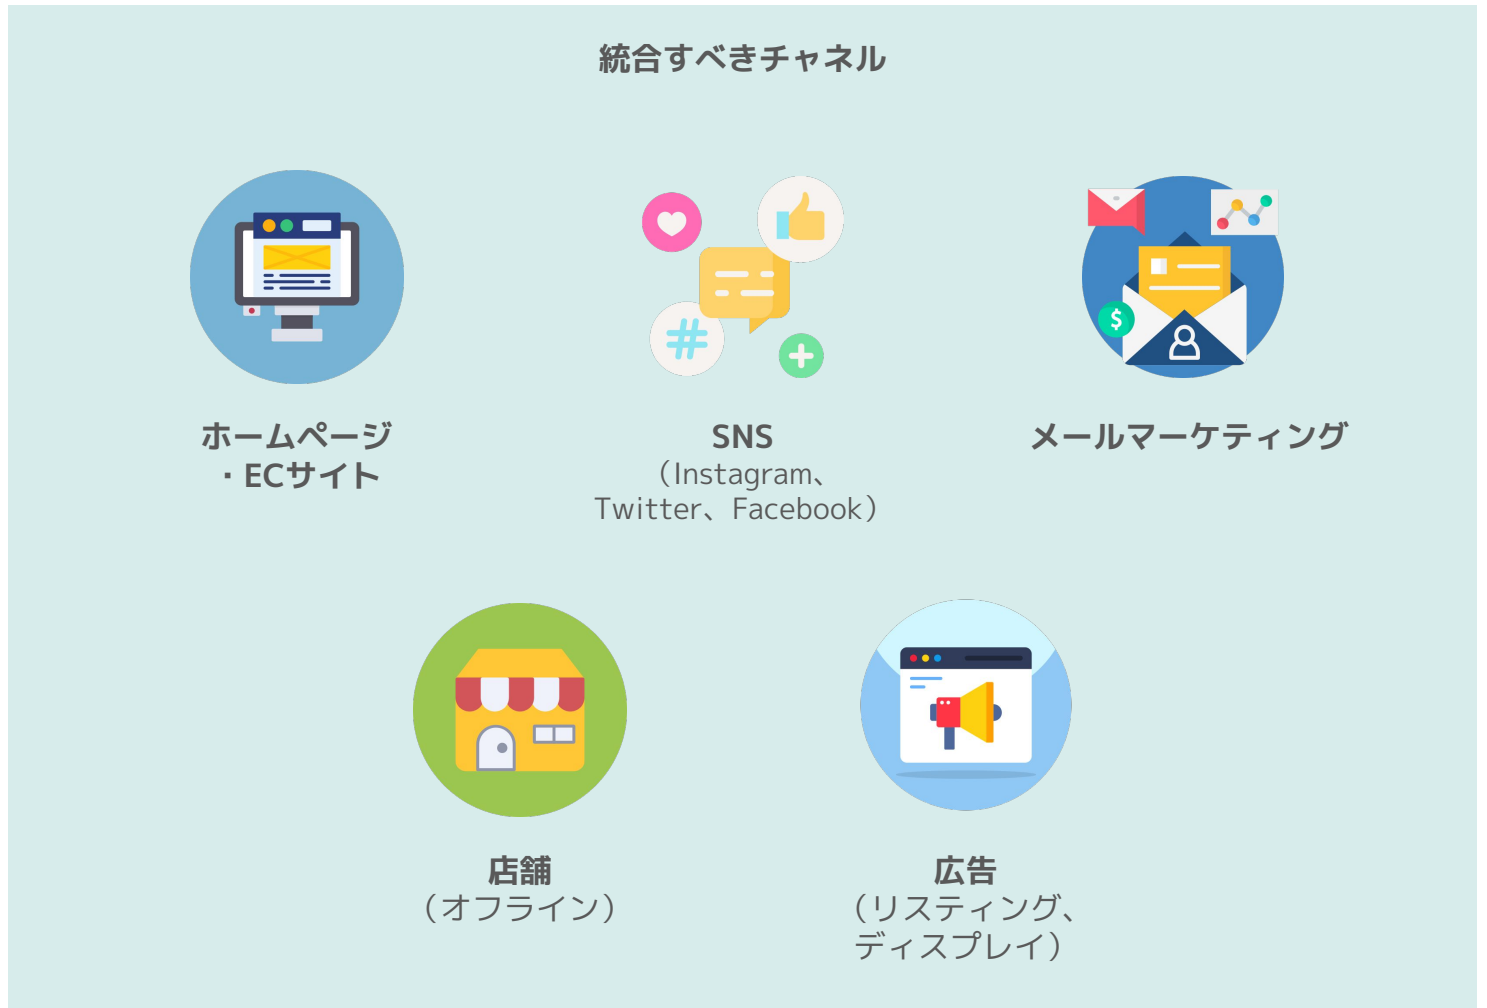 統合すべきチャネル
ホームページ
・ECサイト
SNS
（Instagram、
Twitter、Facebook）
メールマーケティング
$
店舗
（オフライン）
広告
（リスティング、
ディスプレイ）